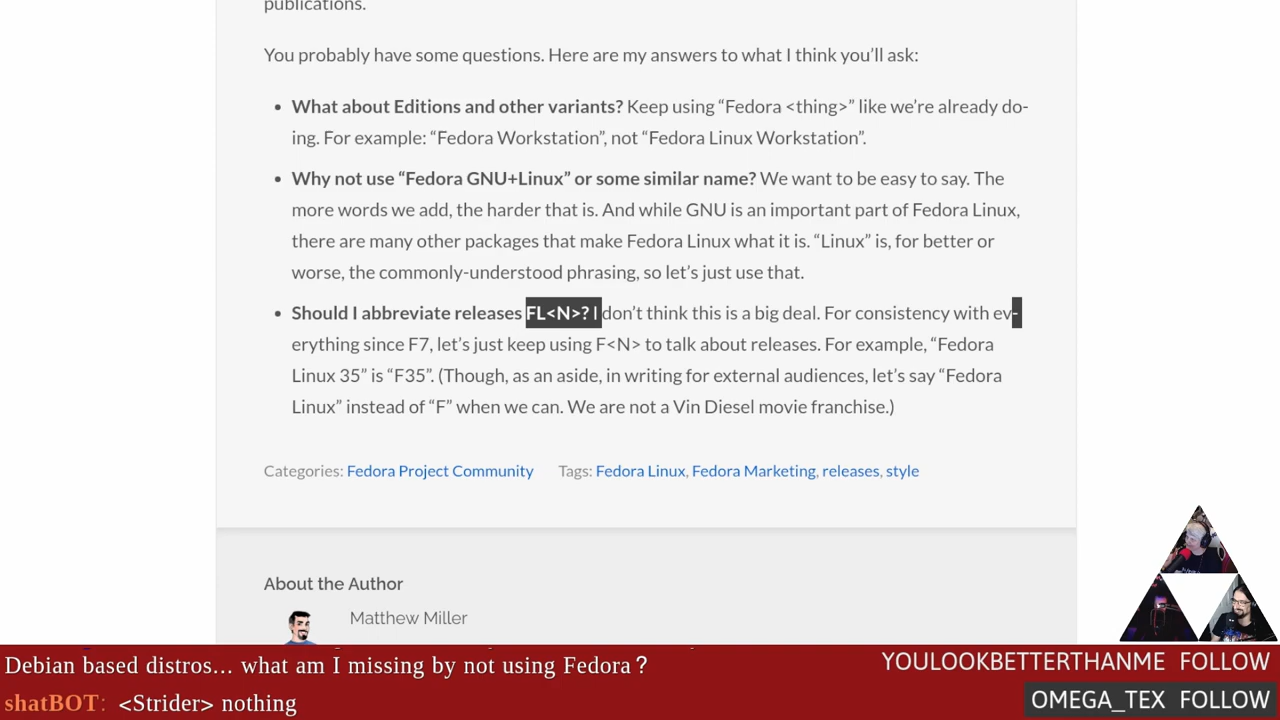 publications.
You probably have some questions. Here are my answers to what I think you’ll ask:
• What about Editions and other variants? Keep using “Fedora <thing>” like we’re already do-
ing. For example: “Fedora Workstation”, not “Fedora Linux Workstation”.
• Why not use “Fedora GNU+Linux” or some similar name? We want to be easy to say. The
more words we add, the harder that is. And while GNU is an important part of Fedora Linux,
there are many other packages that make Fedora Linux what it is. “Linux” is, for better or
worse, the commonly-understood phrasing, so let’s just use that.
• Should I abbreviate releases FL<N>? I don’t think this is a big deal. For consistency with ev-
erything since F7, let’s just keep using F<N> to talk about releases. For example, “Fedora
Linux 35” is “F35”. (Though, as an aside, in writing for external audiences, let’s say “Fedora
Linux” instead of “F” when we can. We are not a Vin Diesel movie franchise.)
Categories: Fedora Project Community Tags: Fedora Linux, Fedora Marketing, releases, style
About the Author
Matthew Miller
Debian based distros... what am I missing by not using Fedora?
shatBOT: <Strider> nothing
YOULOOKBETTERTHANME FOLLOW
OMEGA_TEX FOLLOW